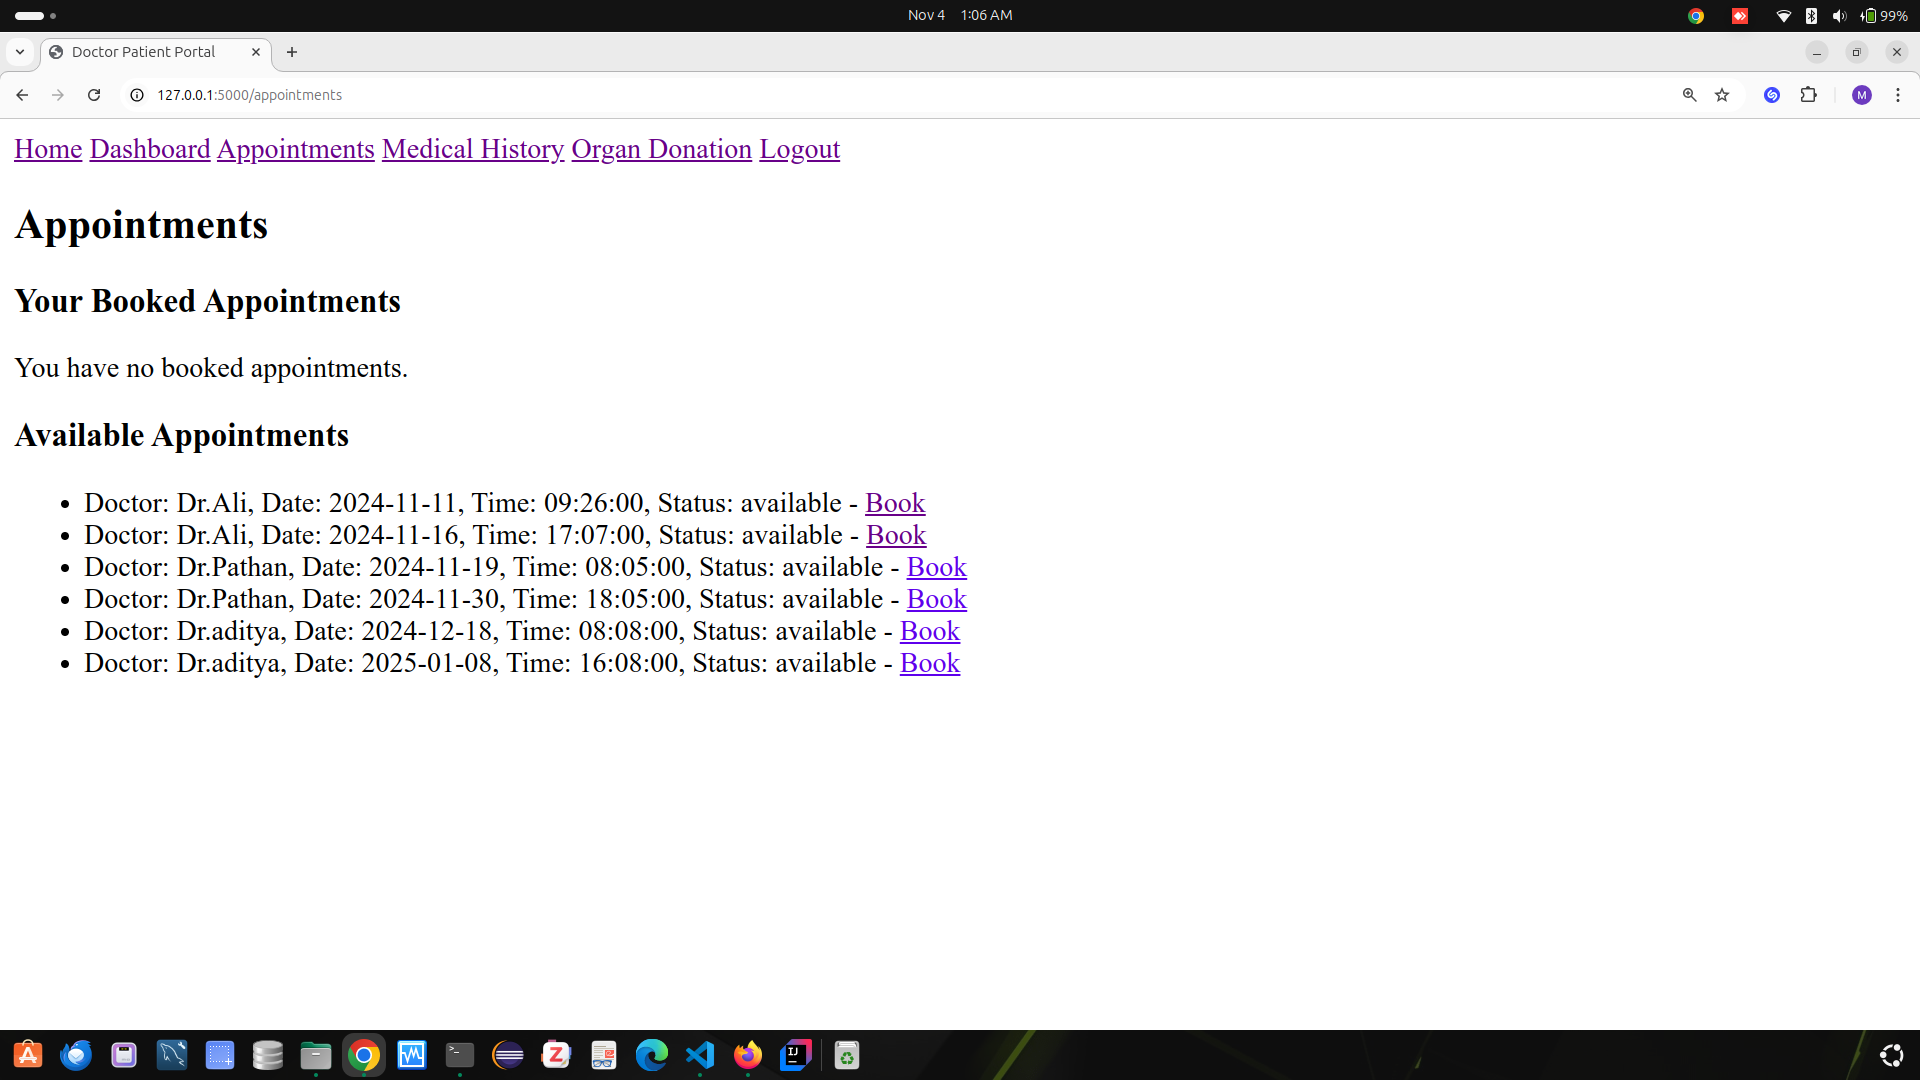 Nov 4 1:06 AM
99%
Doctor Patient Portal
127.0.0.1:5000/appointments
M
Home Dashboard Appointments Medical History Organ Donation Logout
Appointments
Your Booked Appointments
You have no booked appointments.
Available Appointments
• Doctor: Dr.Ali, Date: 2024-11-11, Time: 09:26:00, Status: available - Book
• Doctor: Dr.Ali, Date: 2024-11-16, Time: 17:07:00, Status: available - Book
• Doctor: Dr.Pathan, Date: 2024-11-19, Time: 08:05:00, Status: available - Book
• Doctor: Dr.Pathan, Date: 2024-11-30, Time: 18:05:00, Status: available - Book
• Doctor: Dr.aditya, Date: 2024-12-18, Time: 08:08:00, Status: available - Book
• Doctor: Dr.aditya, Date: 2025-01-08, Time: 16:08:00, Status: available - Book